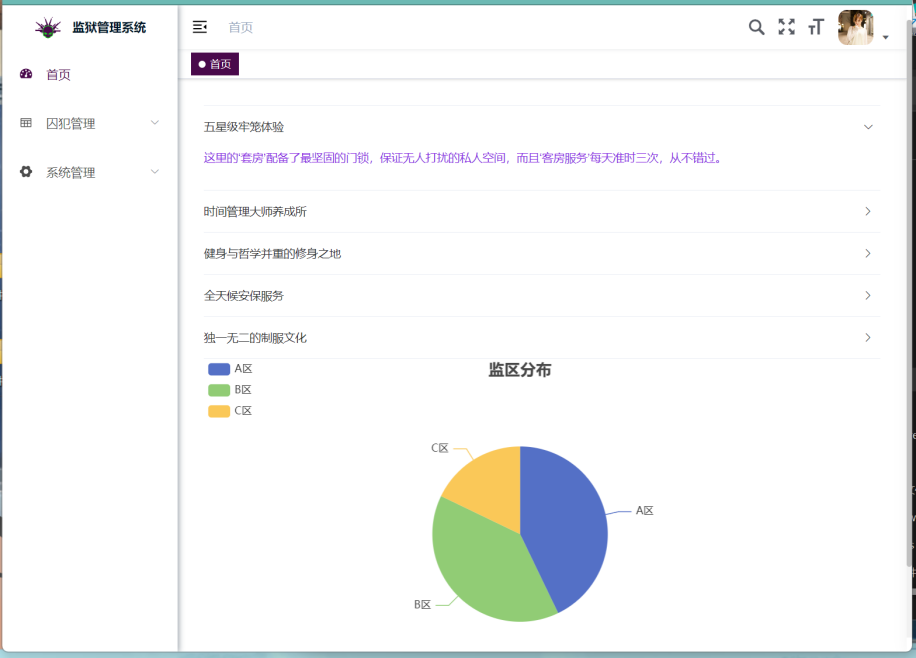 监狱管理系统
首页
首页
首页
囚犯管理
系统管理
五星级牢笼体验
这里的'套房'配备了最坚固的门锁，保证无人打扰的私人空间，而且'客房服务'每天准时三次，从不错过。
时间管理大师养成所
健身与哲学并重的修身之地
全天候安保服务
独一无二的制服文化
监区分布
A区
B区
C区
C区
A区
B区